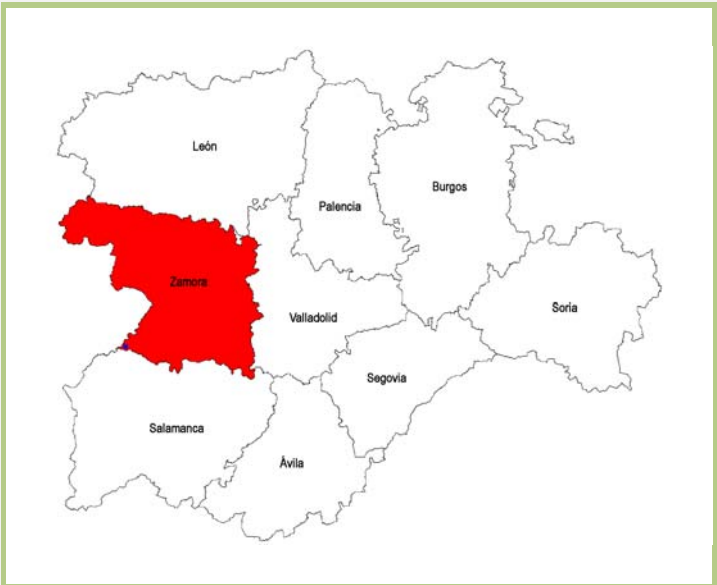 León
Burgos
Palencia
Zamora
Soria
Valladolid
Segovia
Salamanca
Ávila